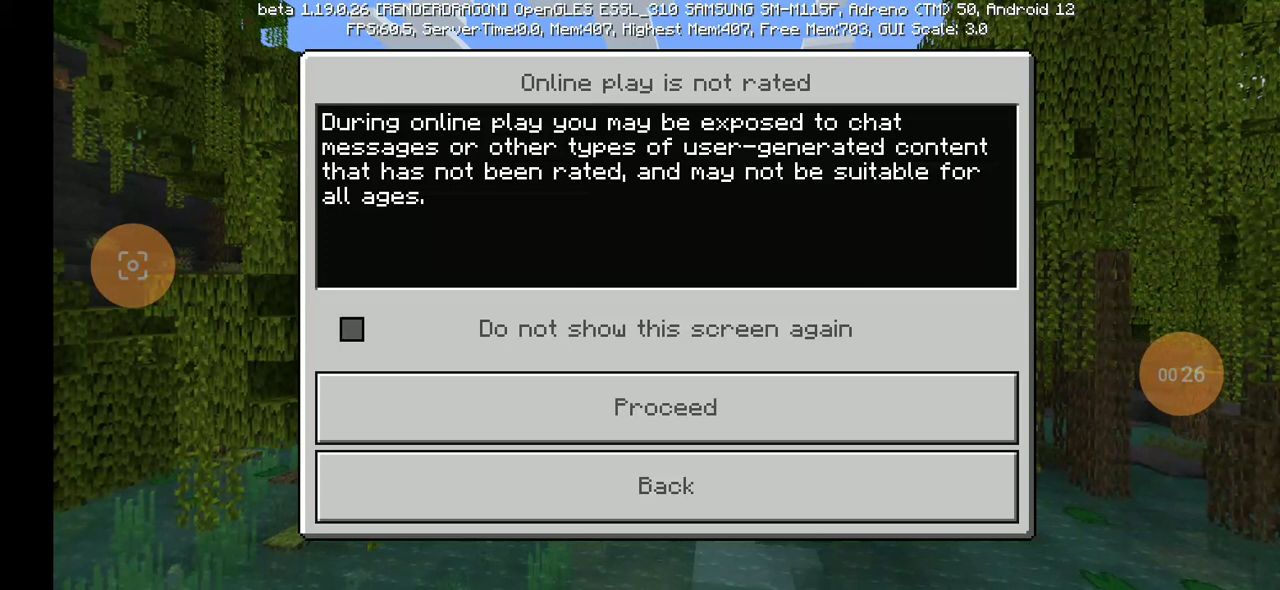 beta 1.19.0.26 [RENDERDRAGON] OpenGLES ESSL_310 SAMSUNG SM-M115F, Adreno (TM) 50, Android 12
FPS:60.5, ServerTime:0.0, Mem:407, Highest Mem:407, Free Mem:703, GUI Scale: 3.0
Online play is not rated
During online play you may be exposed to chat
messages or other types of user-generated content
that has not been rated, and may not be suitable for
all ages.
Do not show this screen again
00 26
Proceed
Back